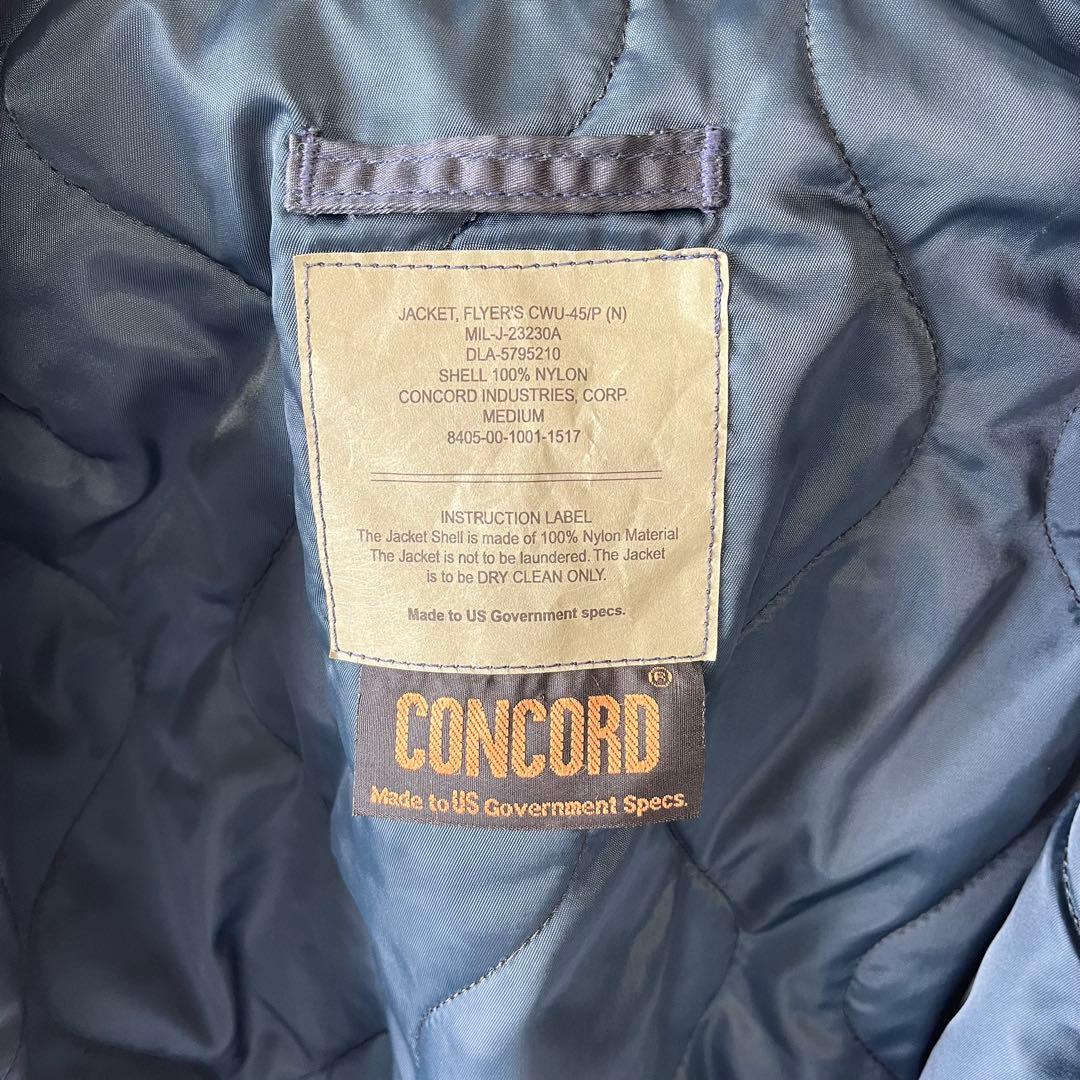 JACKET, FLYER'S CWU-45/P (N)
MIL-J-23230A
DLA-5795210
SHELL 100% NYLON
CONCORD INDUSTRIES, CORP.
MEDIUM
8405-00-1001-1517
INSTRUCTION LABEL
The Jacket Shell is made of 100% Nylon Material
The Jacket is not to be laundered. The Jacket
is to be DRY CLEAN ONLY.
Made to US Government specs.
CONCORD®
Made to US Government Specs.